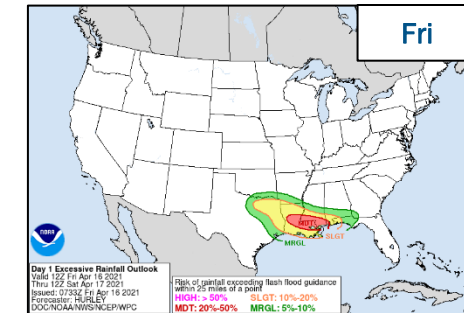 Fri
MDT
SLGT
MRGL
NOAA
Day 1 Excessive Rainfall Outlook
Valid 12Z Fri Apr 16 2021
Thru 12Z Sat Apr 17 2021
Issued: 0733Z Fri Apr 16 2021
Forecaster: HURLEY
DOC/NOAA/NWS/NCEP/WPC
Risk of rainfall exceeding flash flood guidance
within 25 miles of a point
HIGH: > 50% SLGT: 10%-20%
MDT: 20%-50% MRGL: 5%-10%